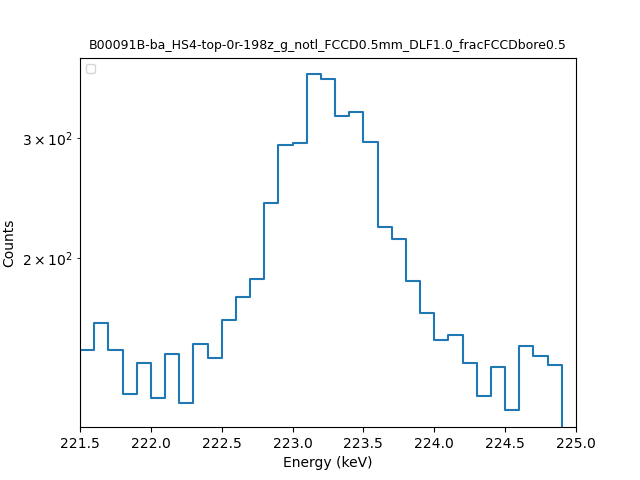 B00091B-ba_HS4-top-0r-198z_g_notl_FCCD0.5mm_DLF1.0_fracFCCDbore0.5
3 × 10²
2 × 10²
Counts
221.5 222.0 222.5 223.0 223.5 224.0 224.5 225.0
Energy (keV)